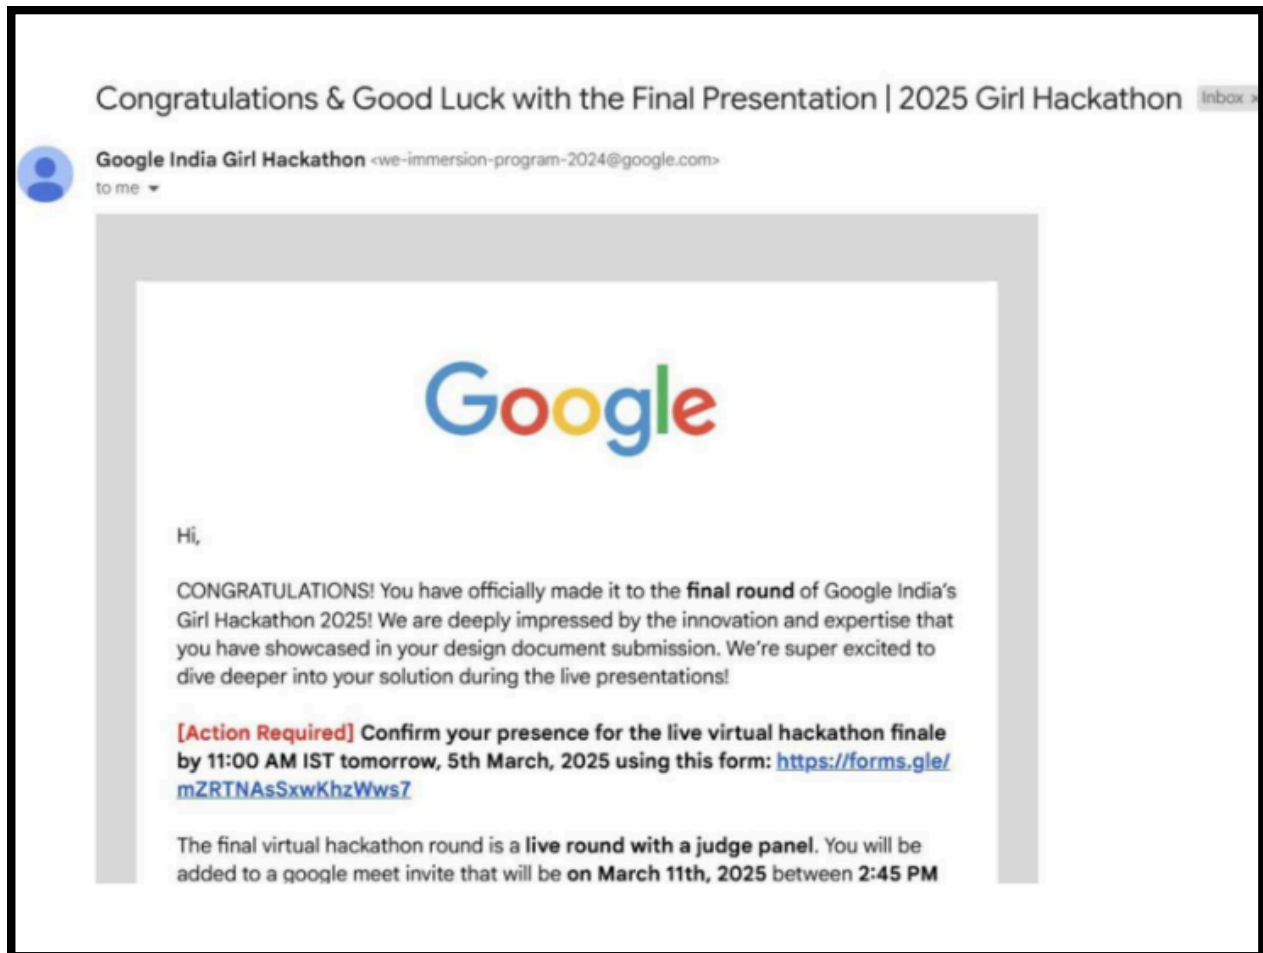 Congratulations & Good Luck with the Final Presentation | 2025 Girl Hackathon Inbox ×
Google India Girl Hackathon <we-immersion-program-2024@google.com>
to me
Google
Hi,
CONGRATULATIONS! You have officially made it to the final round of Google India's
Girl Hackathon 2025! We are deeply impressed by the innovation and expertise that
you have showcased in your design document submission. We're super excited to
dive deeper into your solution during the live presentations!
[Action Required] Confirm your presence for the live virtual hackathon finale
by 11:00 AM IST tomorrow, 5th March, 2025 using this form: https://forms.gle/
mZRTNAsSxwKhzWws7
The final virtual hackathon round is a live round with a judge panel. You will be
added to a google meet invite that will be on March 11th, 2025 between 2:45 PM